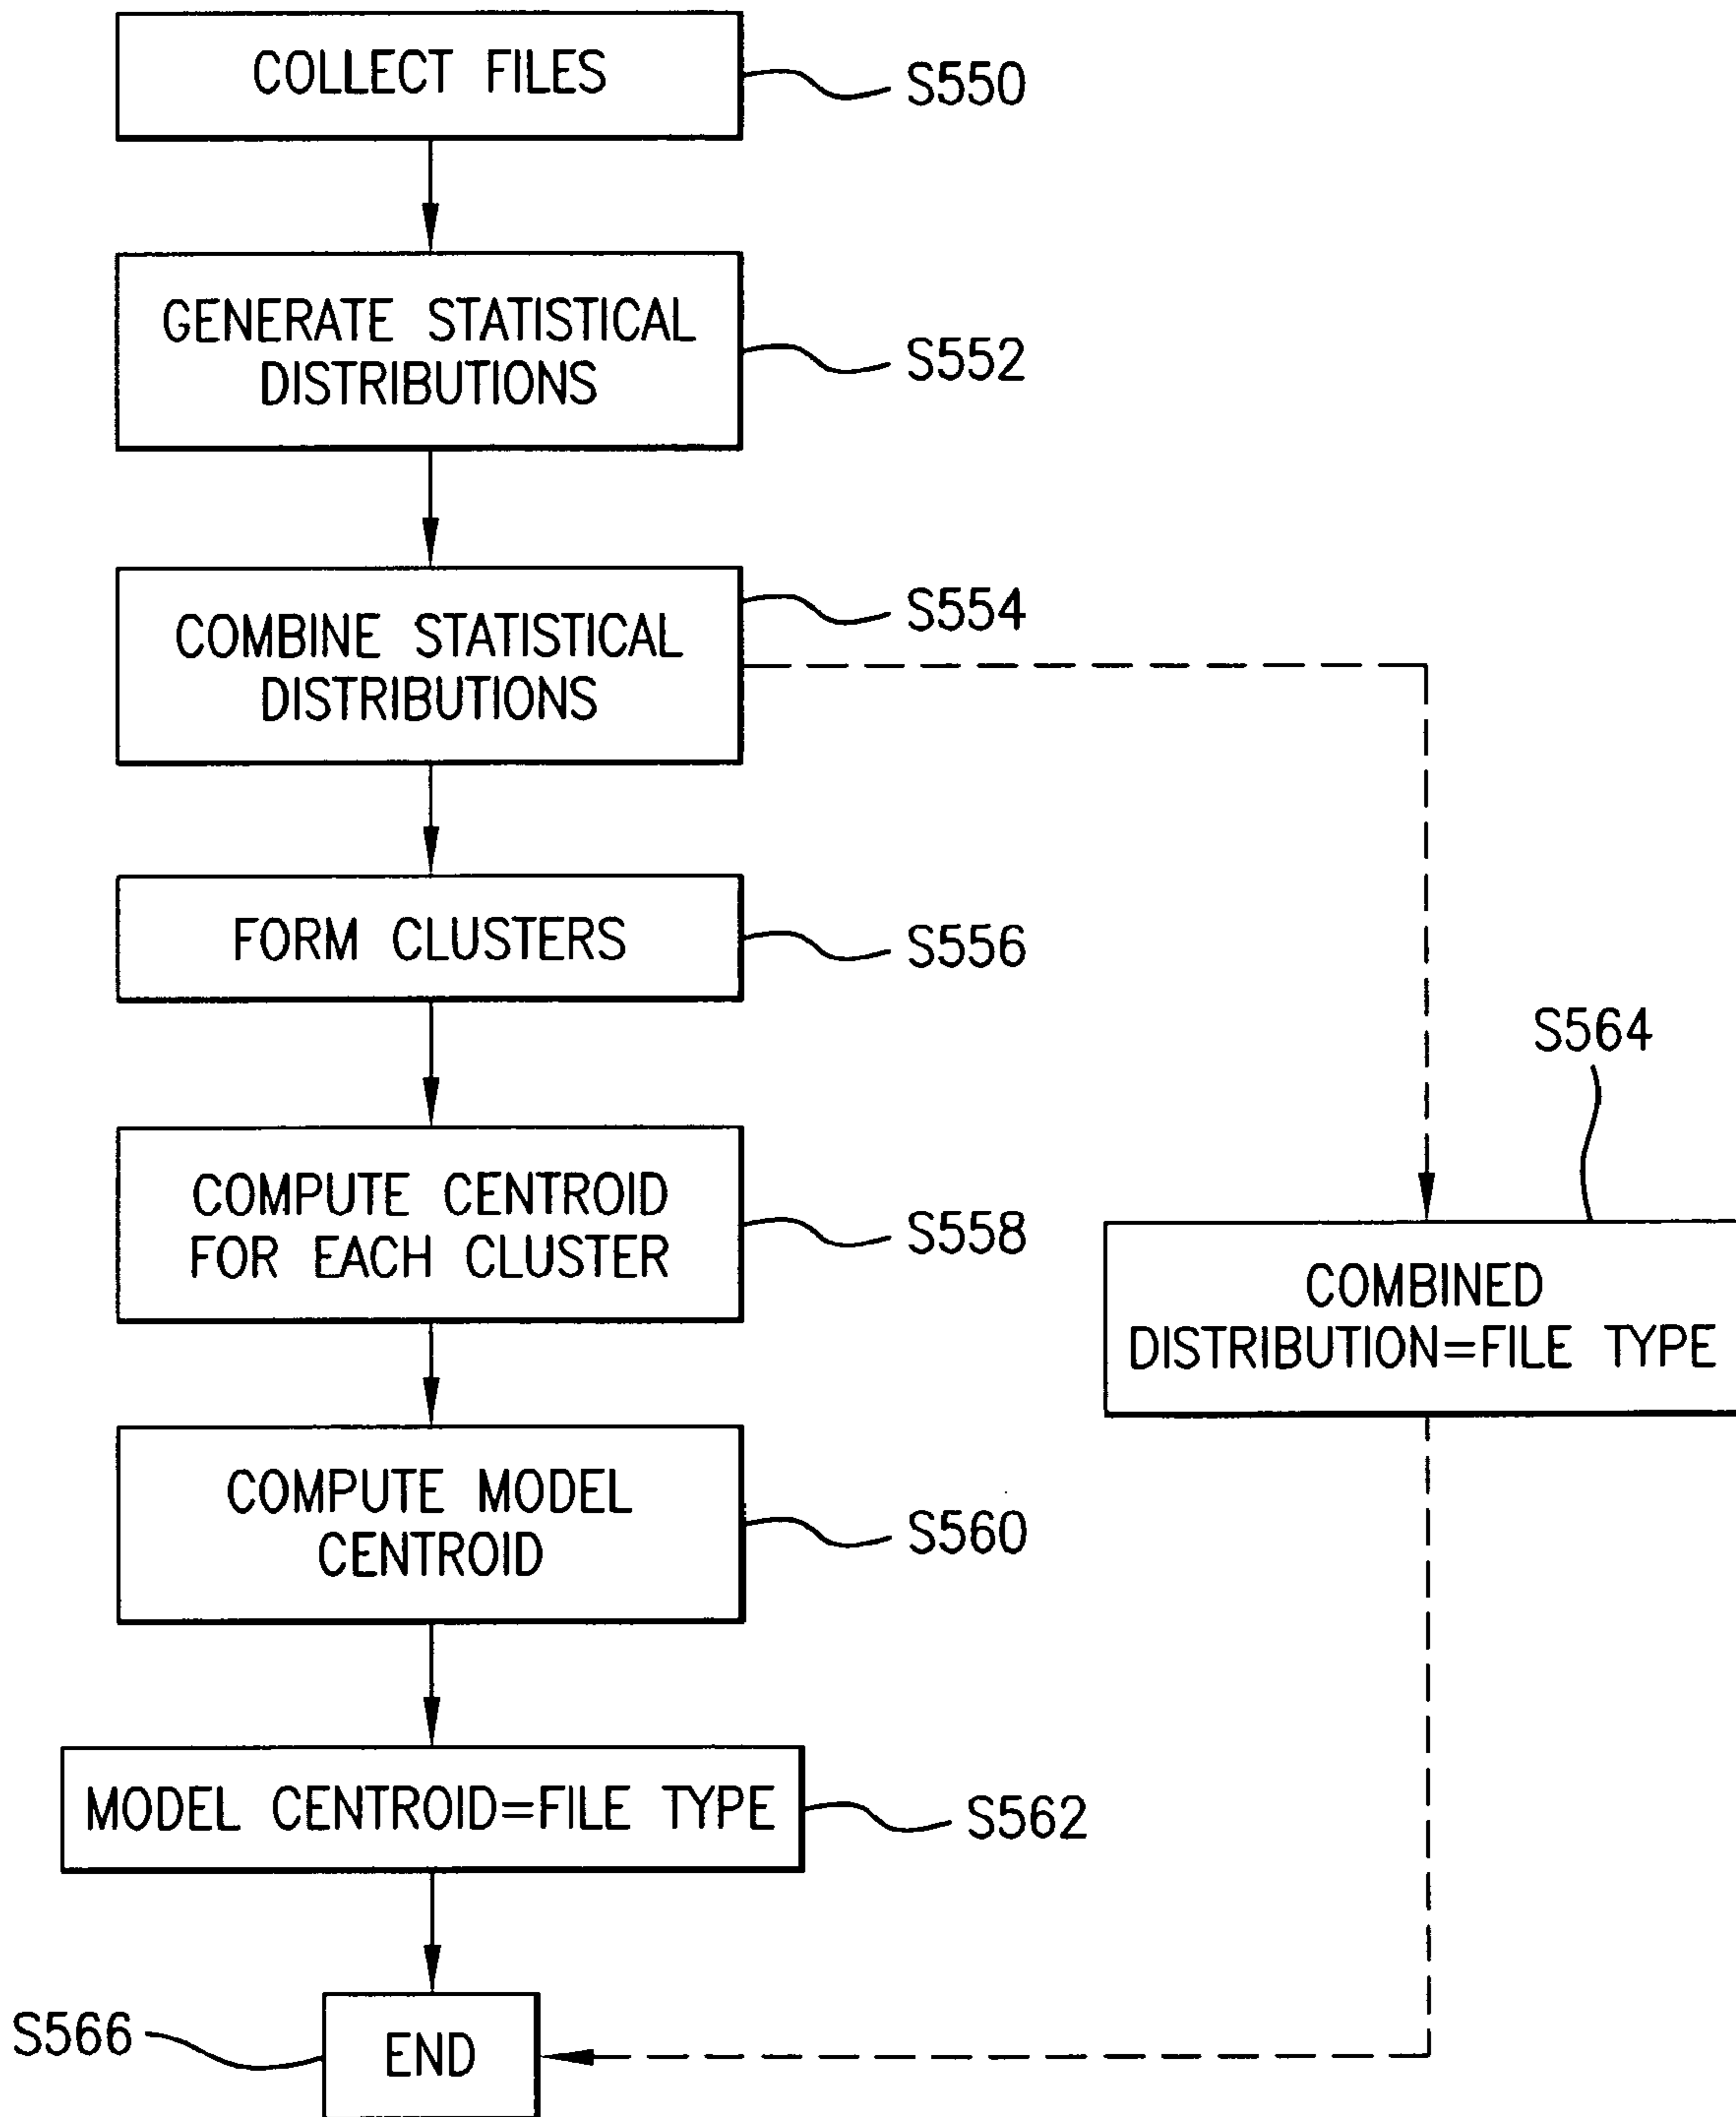 COLLECT FILES
S550
GENERATE STATISTICAL
DISTRIBUTIONS
S552
COMBINE STATISTICAL
DISTRIBUTIONS
S554
FORM CLUSTERS
S556
COMPUTE CENTROID
FOR EACH CLUSTER
S558
S564
COMBINED
DISTRIBUTION=FILE TYPE
COMPUTE MODEL
CENTROID
S560
MODEL CENTROID=FILE TYPE
S562
S566
END